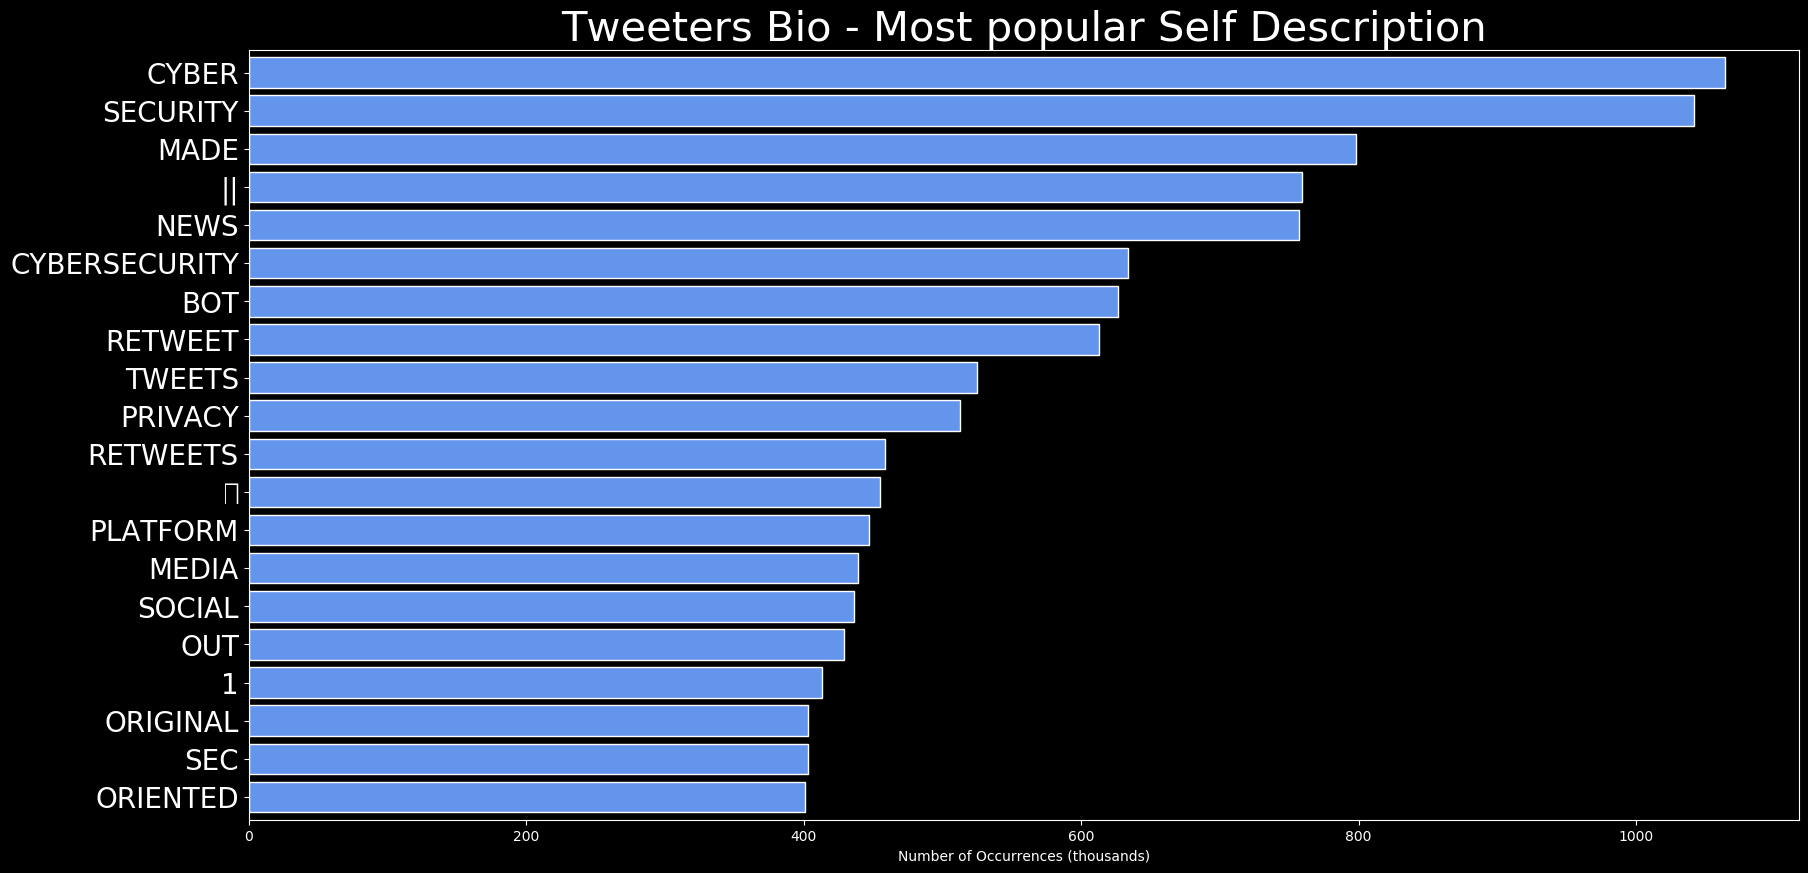 Tweeters Bio - Most popular Self Description
CYBER
SECURITY
MADE
||
NEWS
CYBERSECURITY
BOT
RETWEET
TWEETS
PRIVACY
RETWEETS
PLATFORM
MEDIA
SOCIAL
OUT
1
ORIGINAL
SEC
ORIENTED
0 200 400 600 800 1000
Number of Occurrences (thousands)